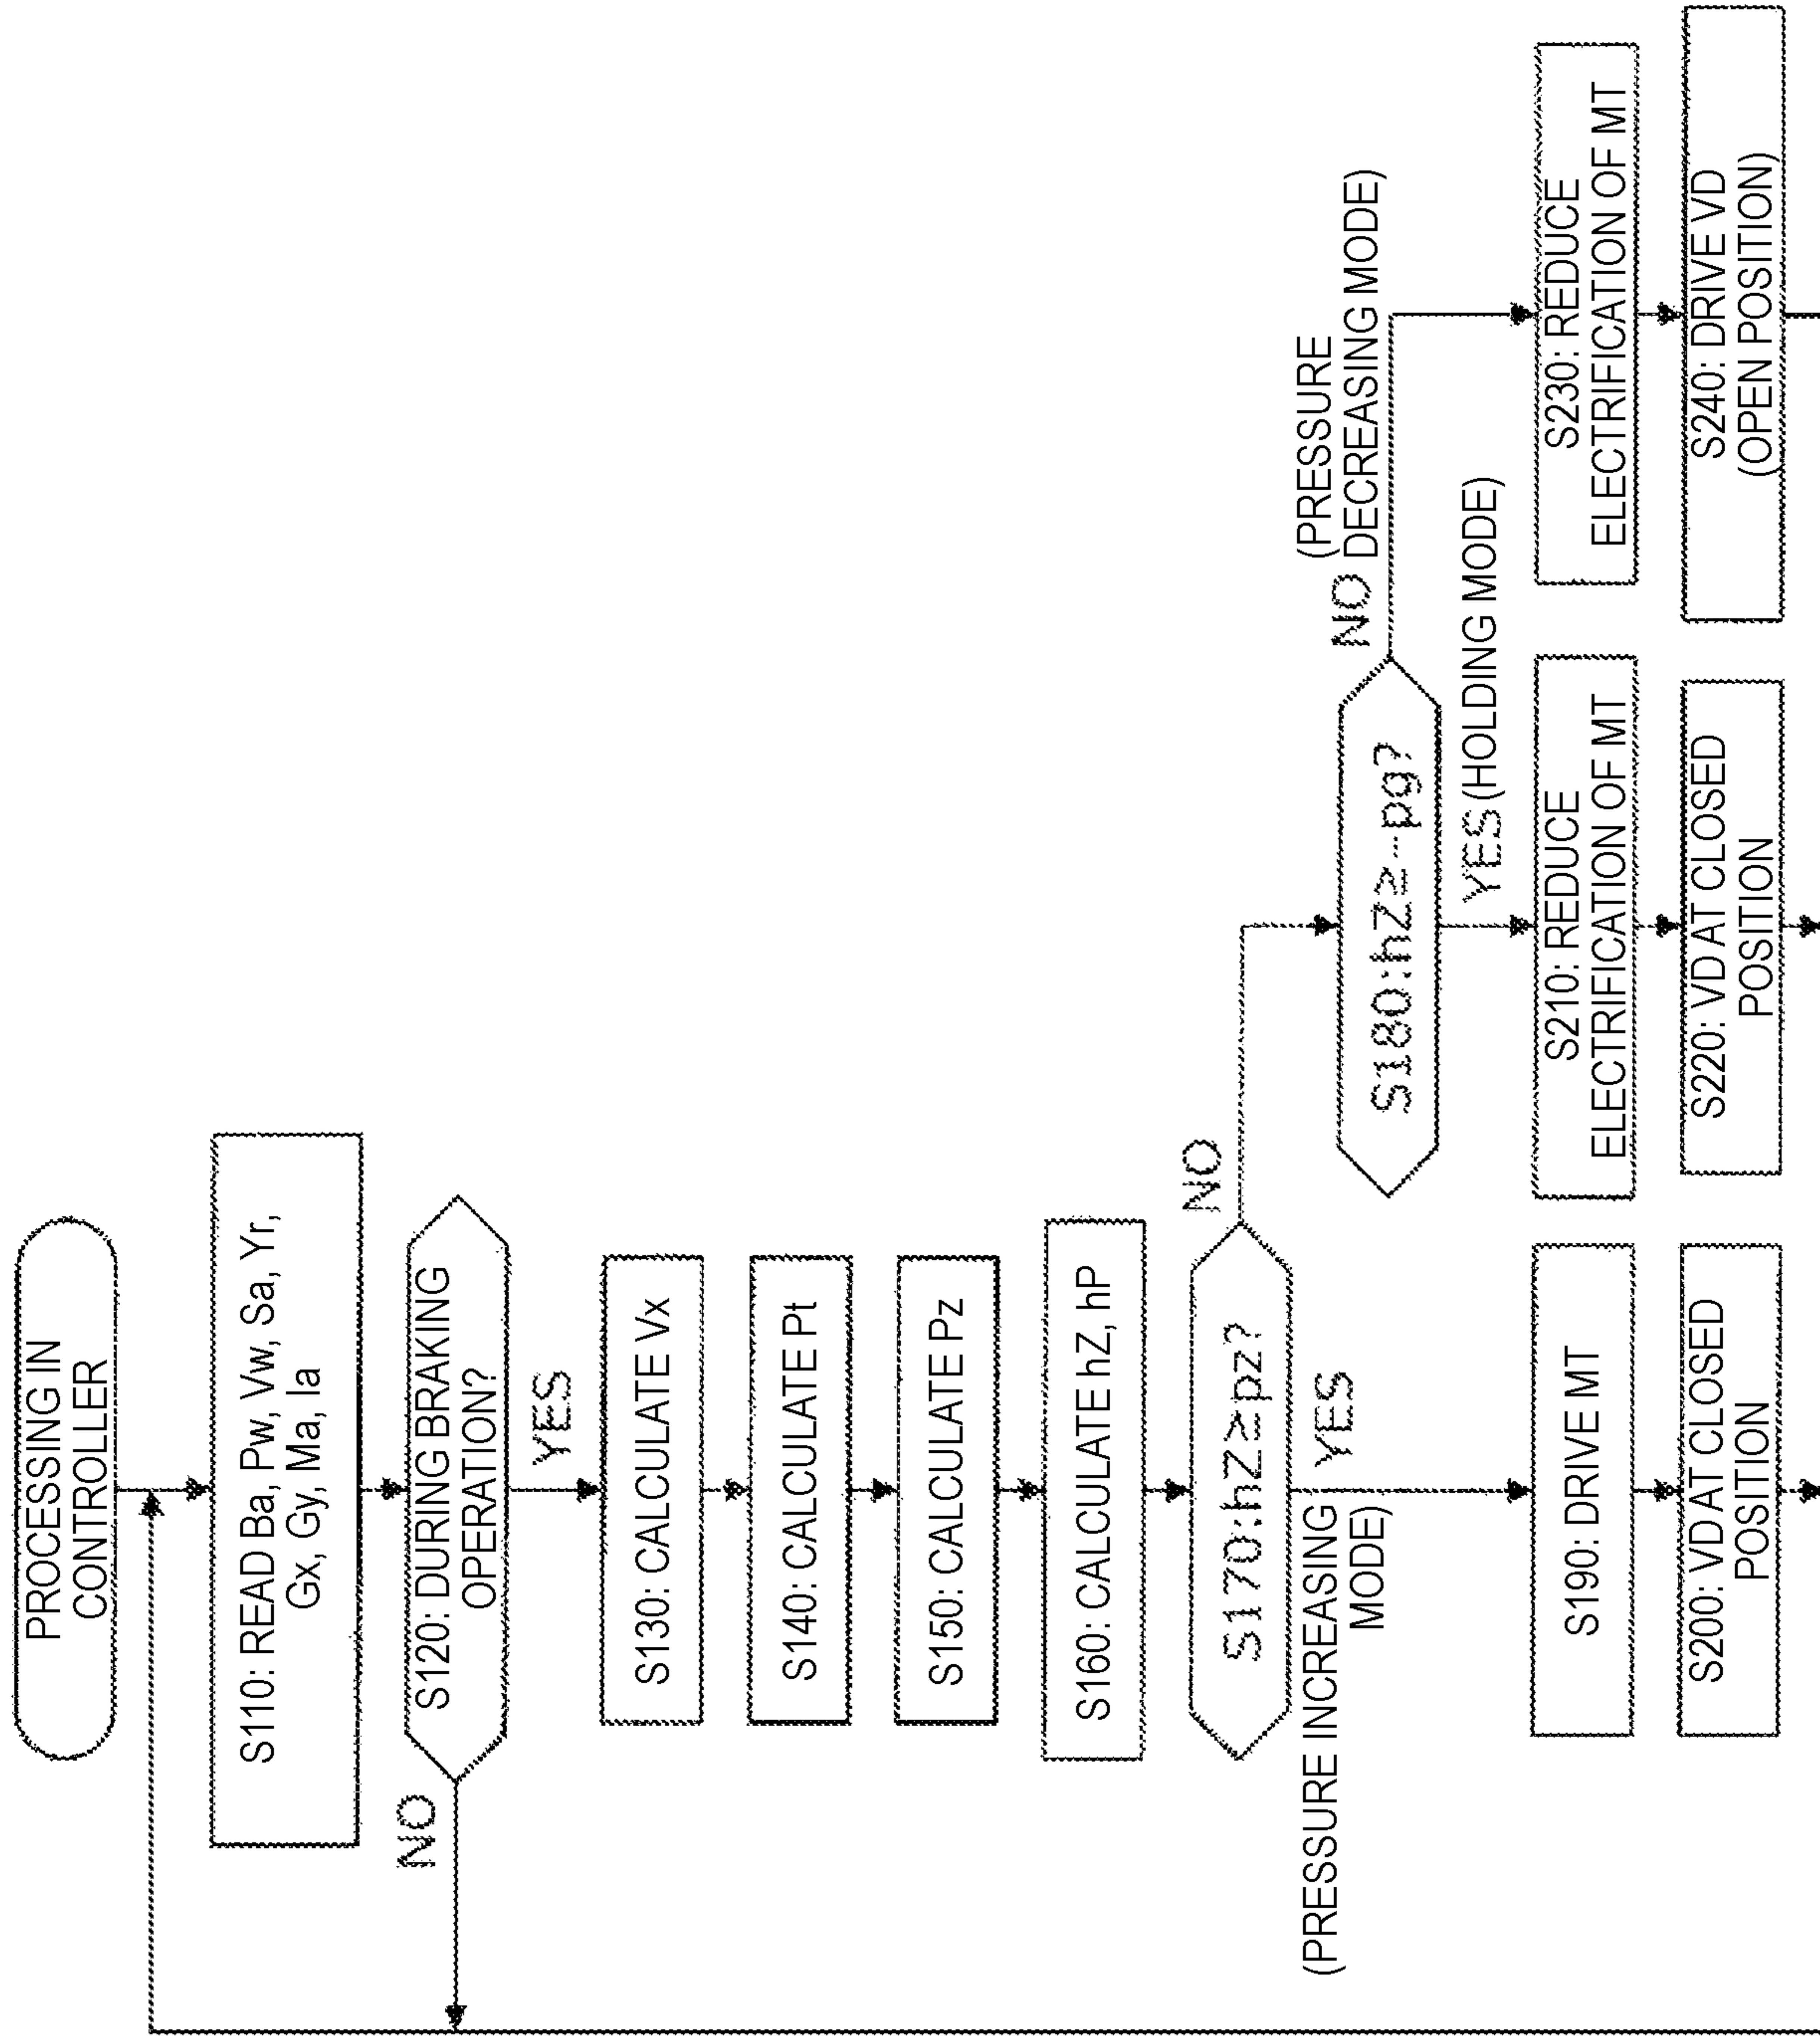 PROCESSING IN
CONTROLLER
S110: READ Ba, Pw, Vw, Sa, Yr,
Gx, Gy, Ma, Ia
S120: DURING BRAKING
OPERATION?
NO
YES
S130: CALCULATE Vx
S140: CALCULATE Pt
S150: CALCULATE Pz
S160: CALCULATE hZ, hP
S170:hZ≥pz?
NO
(PRESSURE INCREASING
MODE)
YES
S180:hZ≥-pg?
NO
(PRESSURE
DECREASING MODE)
YES (HOLDING MODE)
S190: DRIVE MT
S200: VD AT CLOSED
POSITION
S210: REDUCE
ELECTRIFICATION OF MT
S220: VD AT CLOSED
POSITION
S230: REDUCE
ELECTRIFICATION OF MT
S240: DRIVE VD
(OPEN POSITION)